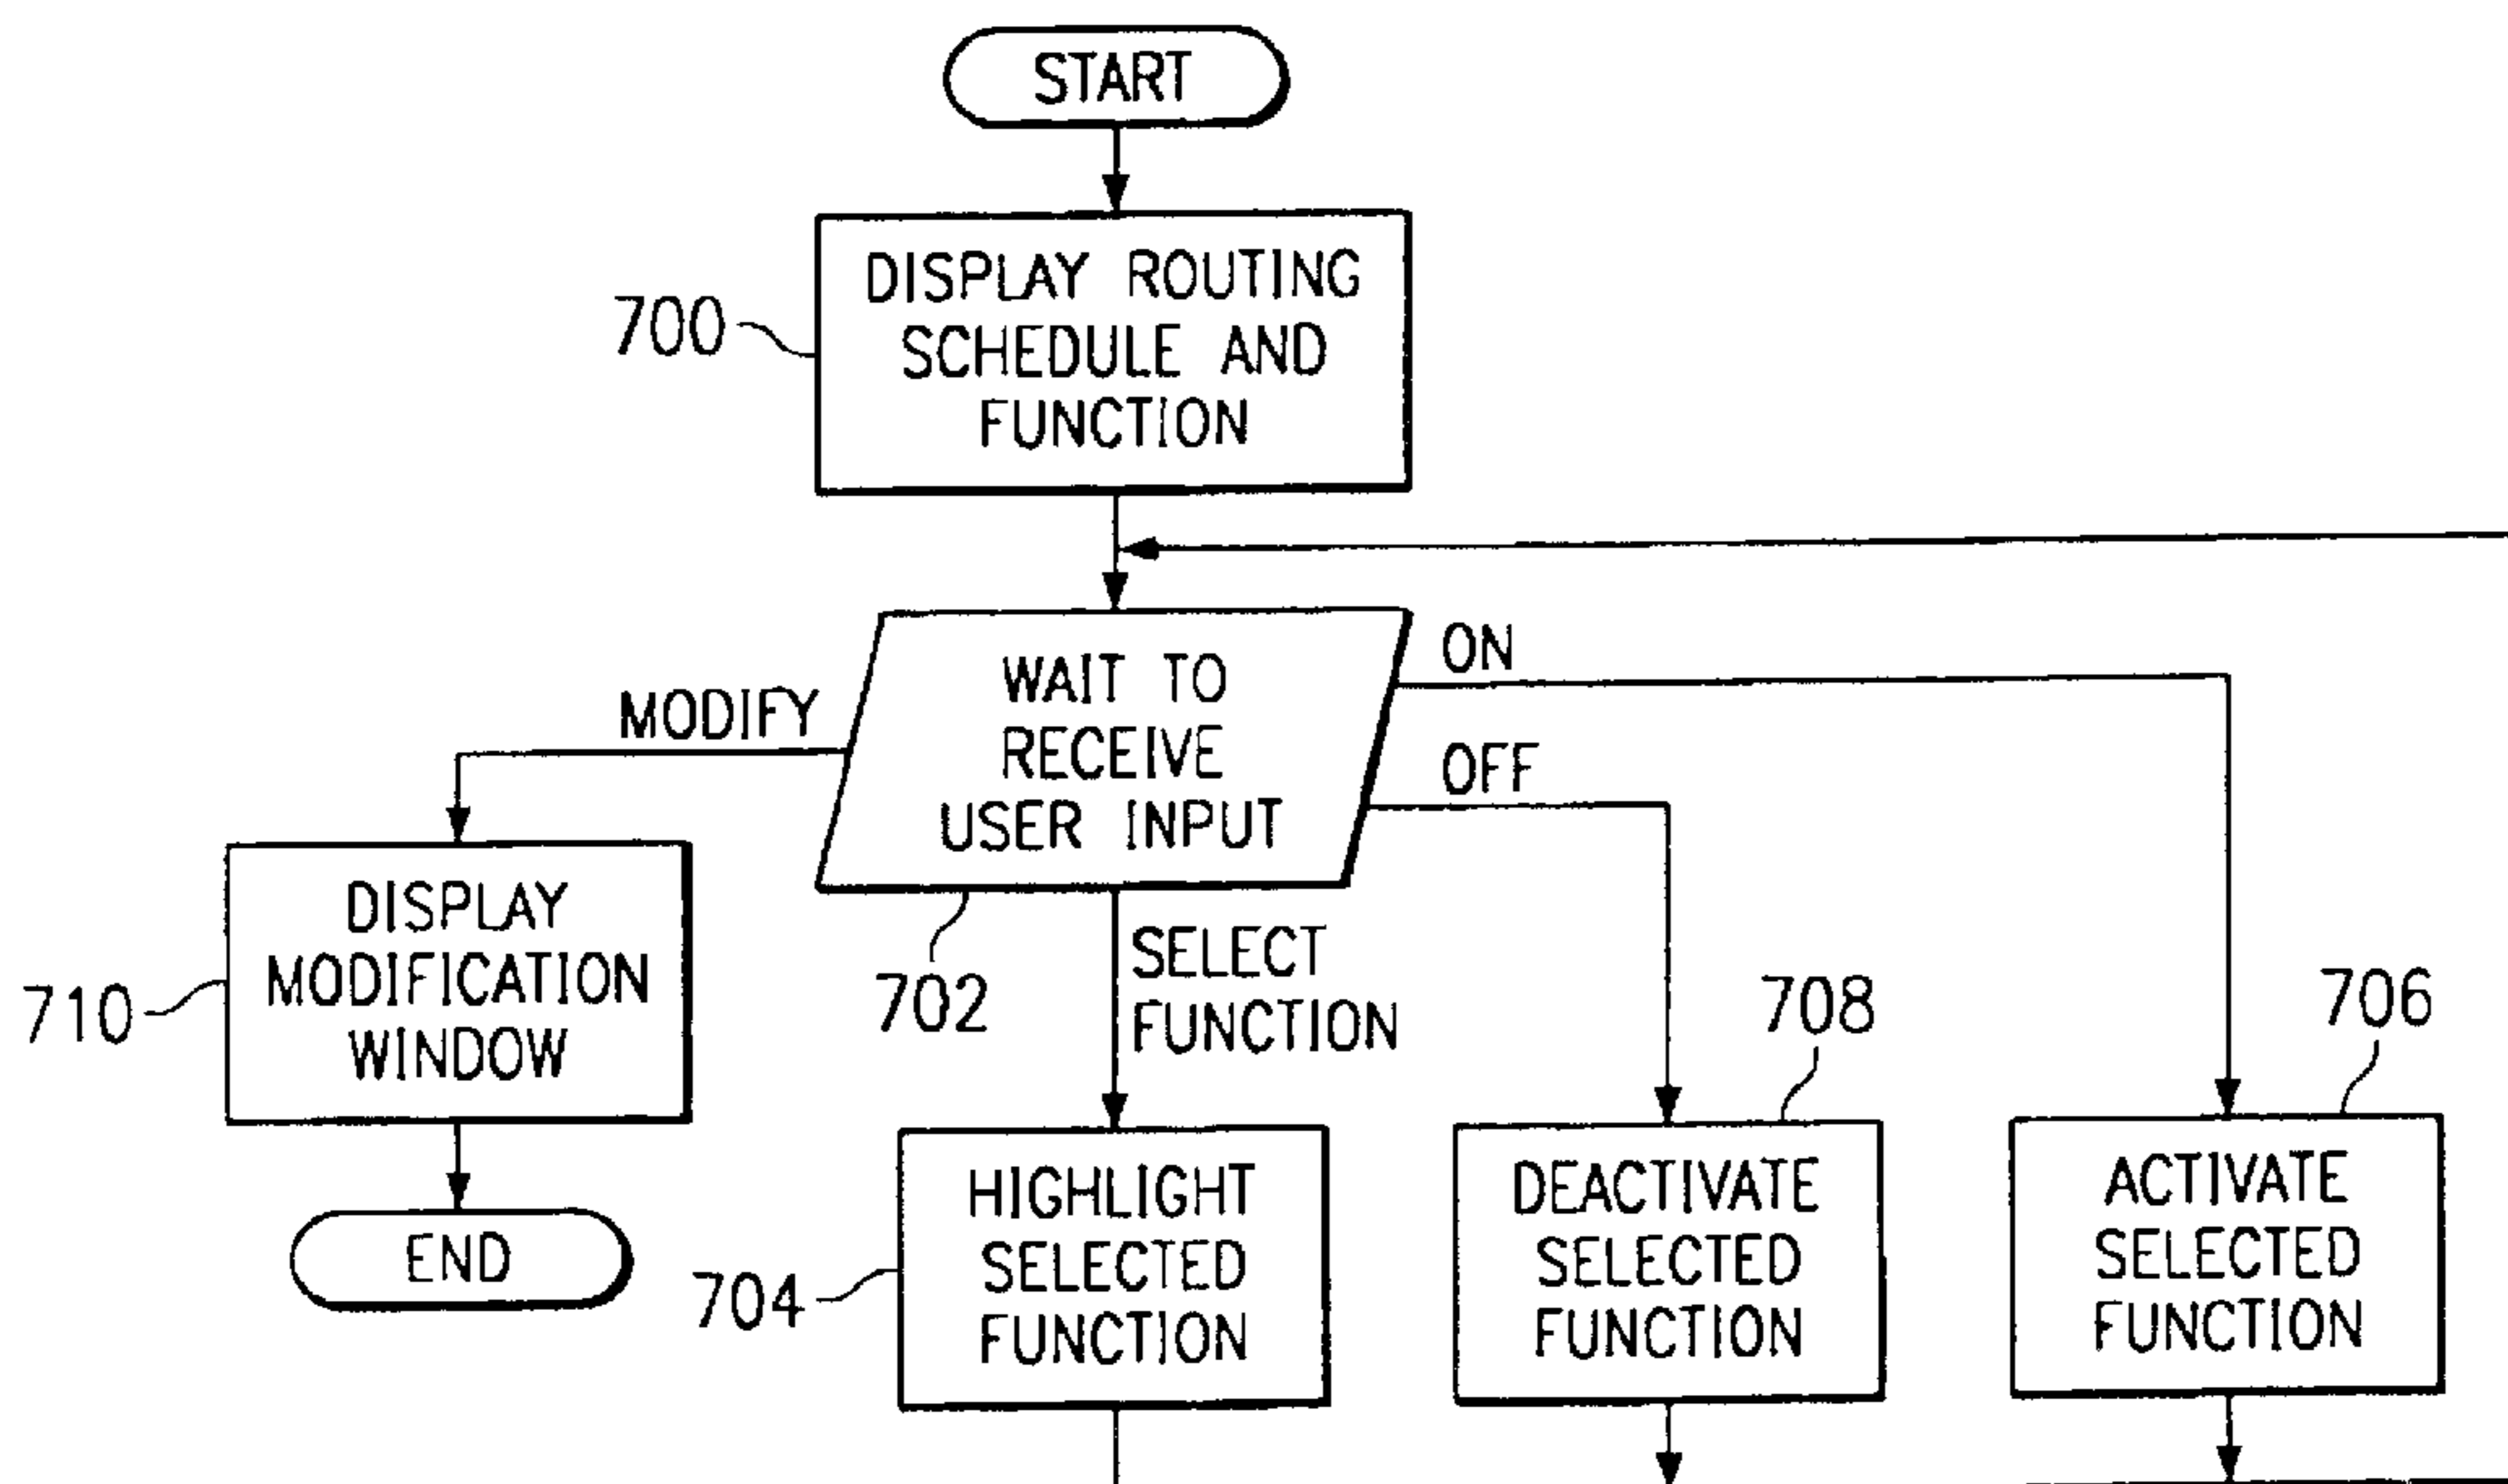 START
DISPLAY ROUTING
SCHEDULE AND
FUNCTION
700
WAIT TO
RECEIVE
USER INPUT
702
MODIFY
ON
OFF
SELECT
FUNCTION
DISPLAY
MODIFICATION
WINDOW
710
END
HIGHLIGHT
SELECTED
FUNCTION
704
DEACTIVATE
SELECTED
FUNCTION
708
ACTIVATE
SELECTED
FUNCTION
706